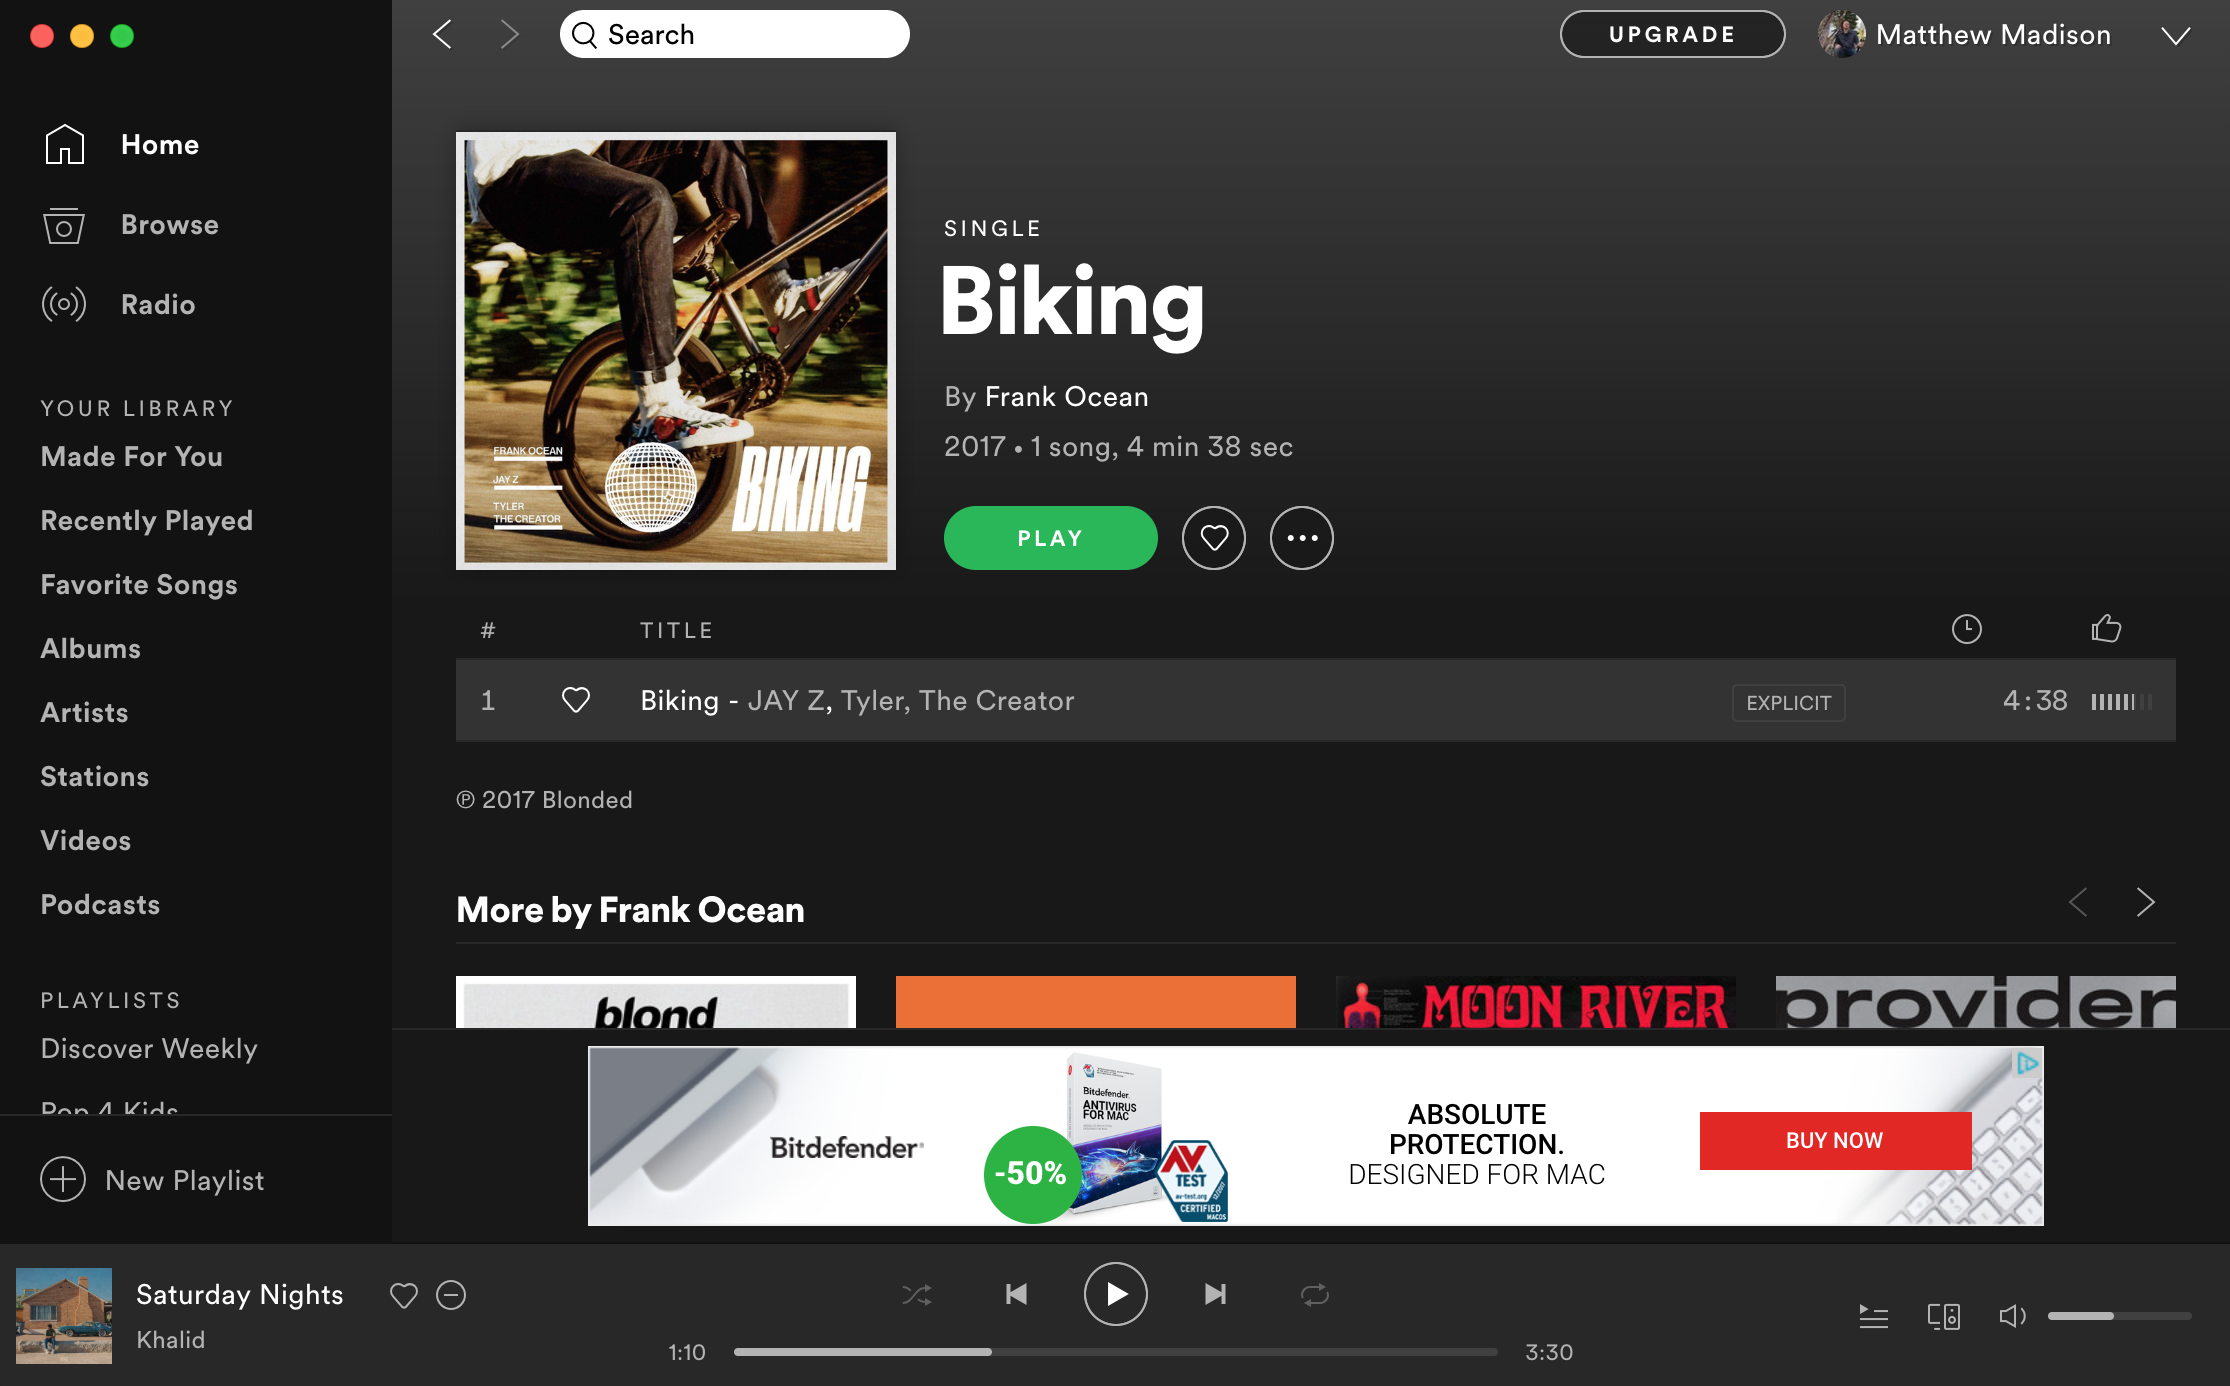 Search
UPGRADE
Matthew Madison
Home
Browse
Radio
YOUR LIBRARY
Made For You
Recently Played
Favorite Songs
Albums
Artists
Stations
Videos
Podcasts
PLAYLISTS
Discover Weekly
Pop 4 Kids
New Playlist
FRANK OCEAN
JAY Z
TYLER
THE CREATOR
BIKING
SINGLE
Biking
By Frank Ocean
2017 • 1 song, 4 min 38 sec
PLAY
# TITLE
1 Biking - JAY Z, Tyler, The Creator EXPLICIT 4:38
℗ 2017 Blonded
More by Frank Ocean
blond
MOON RIVER
provider
Bitdefender
-50%
Bitdefender
ANTIVIRUS
FOR MAC
AV
TEST
av-test.org
CERTIFIED
MACOS
ABSOLUTE
PROTECTION.
DESIGNED FOR MAC
BUY NOW
Saturday Nights
Khalid
1:10
3:30